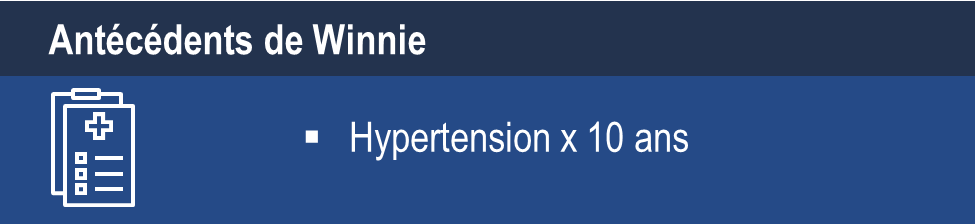 Antécédents de Winnie
▪ Hypertension x 10 ans